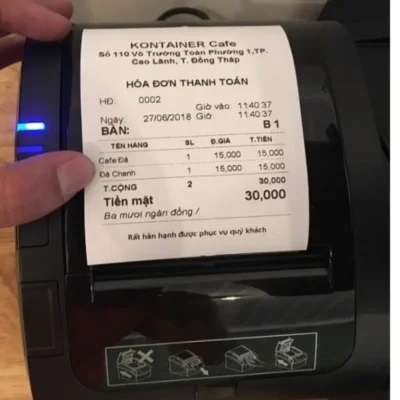 KONTAINER Cafe
Số 110 Võ Trường Toản Phường 1,TP.
Cao Lãnh, T. Đồng Tháp
HÓA ĐƠN THANH TOÁN
HĐ: 0002
Giờ vào: 11:40:37
Ngày 27/06/2018 Giờ: 11:40:37
BÀN: B 1
TÊN HÀNG SL Đ.GIÁ T.TIỀN
Cafe Đá 1 15,000 15,000
Đá Chanh 1 15,000 15,000
T.CỘNG 2 30,000
Tiền mặt 30,000
Ba mươi ngàn đồng /
Rất hân hạnh được phục vụ quý khách